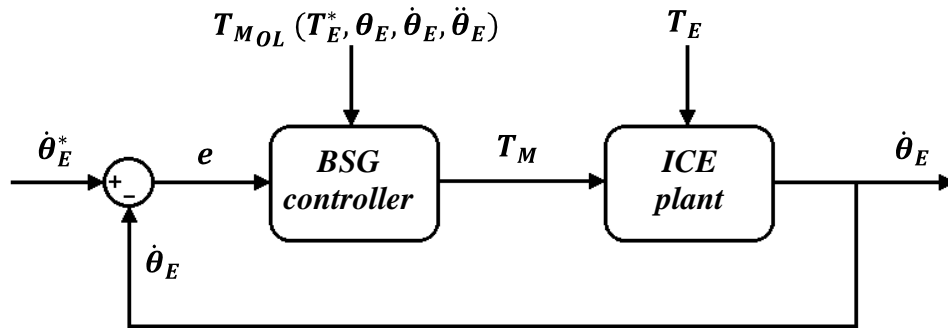 T_{M_{OL}} (T_E^*, θ_E, θ̇_E, θ̈_E)
T_E
θ̇_E^*
e
BSG
controller
T_M
ICE
plant
θ̇_E
+
−
θ̇_E